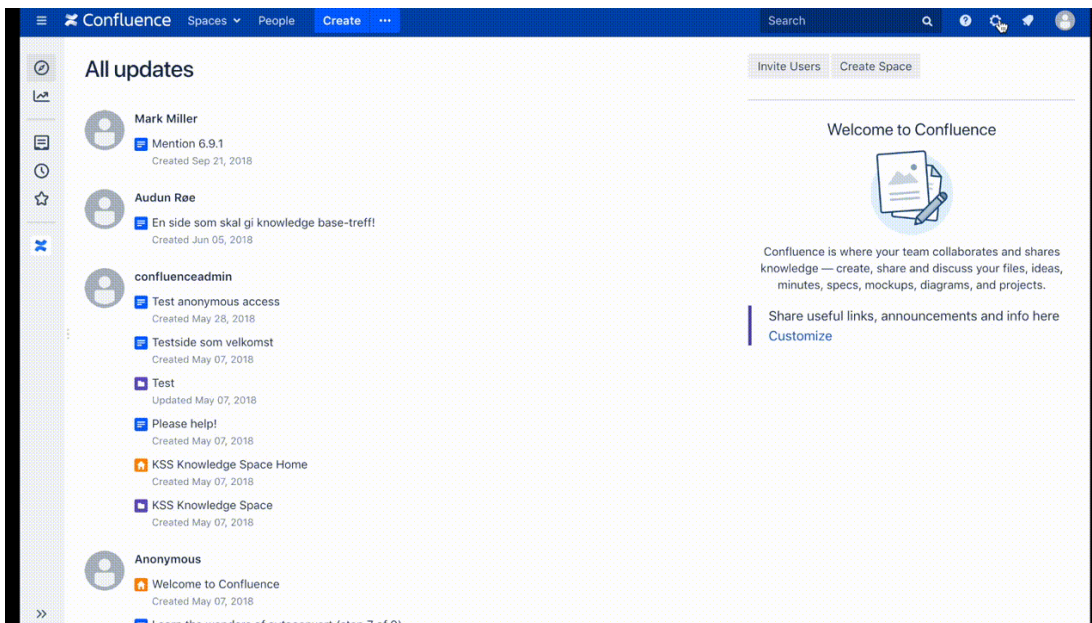 Confluence Spaces People Create ... Search
All updates
Invite Users Create Space
Mark Miller
Mention 6.9.1
Created Sep 21, 2018
Audun Røe
En side som skal gi knowledge base-treff!
Created Jun 05, 2018
confluenceadmin
Test anonymous access
Created May 28, 2018
Testside som velkomst
Created May 07, 2018
Test
Updated May 07, 2018
Please help!
Created May 07, 2018
KSS Knowledge Space Home
Created May 07, 2018
KSS Knowledge Space
Created May 07, 2018
Anonymous
Welcome to Confluence
Created May 07, 2018
Welcome to Confluence
Confluence is where your team collaborates and shares
knowledge — create, share and discuss your files, ideas,
minutes, specs, mockups, diagrams, and projects.
Share useful links, announcements and info here
Customize